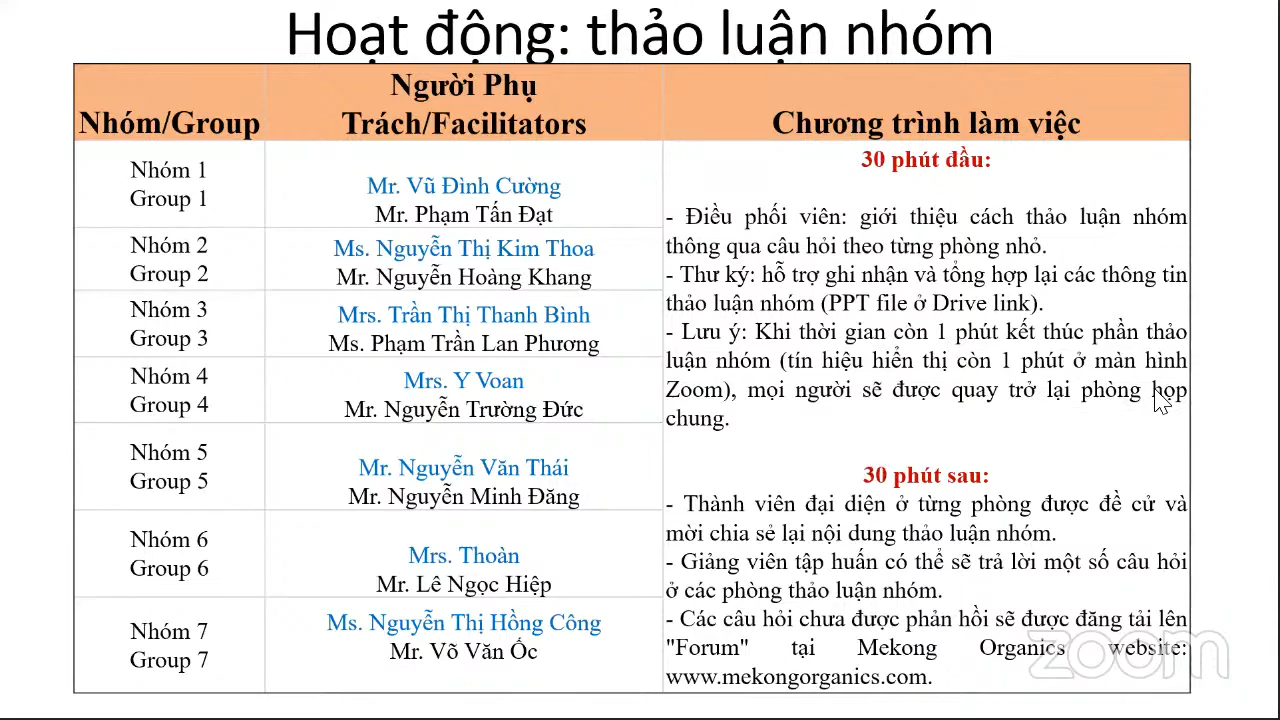 Hoạt động: thảo luận nhóm
Nhóm/Group
Người Phụ
Trách/Facilitators
Chương trình làm việc
Nhóm 1
Group 1
Mr. Vũ Đình Cường
Mr. Phạm Tấn Đạt
Nhóm 2
Group 2
Ms. Nguyễn Thị Kim Thoa
Mr. Nguyễn Hoàng Khang
Nhóm 3
Group 3
Mrs. Trần Thị Thanh Bình
Ms. Phạm Trần Lan Phương
Nhóm 4
Group 4
Mrs. Y Voan
Mr. Nguyễn Trường Đức
Nhóm 5
Group 5
Mr. Nguyễn Văn Thái
Mr. Nguyễn Minh Đăng
Nhóm 6
Group 6
Mrs. Thoàn
Mr. Lê Ngọc Hiệp
Nhóm 7
Group 7
Ms. Nguyễn Thị Hồng Công
Mr. Võ Văn Ốc
30 phút đầu:
- Điều phối viên: giới thiệu cách thảo luận nhóm
thông qua câu hỏi theo từng phòng nhỏ.
- Thư ký: hỗ trợ ghi nhận và tổng hợp lại các thông tin
thảo luận nhóm (PPT file ở Drive link).
- Lưu ý: Khi thời gian còn 1 phút kết thúc phần thảo
luận nhóm (tín hiệu hiển thị còn 1 phút ở màn hình
Zoom), mọi người sẽ được quay trở lại phòng họp
chung.
30 phút sau:
- Thành viên đại diện ở từng phòng được đề cử và
mời chia sẻ lại nội dung thảo luận nhóm.
- Giảng viên tập huấn có thể sẽ trả lời một số câu hỏi
ở các phòng thảo luận nhóm.
- Các câu hỏi chưa được phản hồi sẽ được đăng tải lên
"Forum" tại Mekong Organics website:
www.mekongorganics.com.
zoom